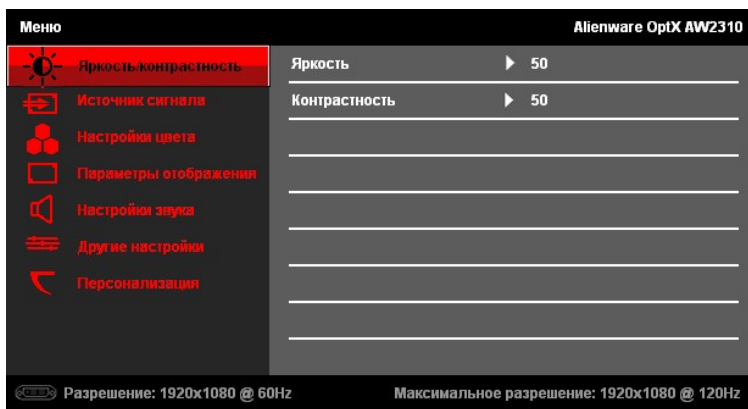 Меню Alienware OptX AW2310
Яркость/контрастность
Яркость 50
Источник сигнала
Контрастность 50
Настройки цвета
Параметры отображения
Настройки звука
Другие настройки
Персонализация
Разрешение: 1920x1080 @ 60Hz Максимальное разрешение: 1920x1080 @ 120Hz